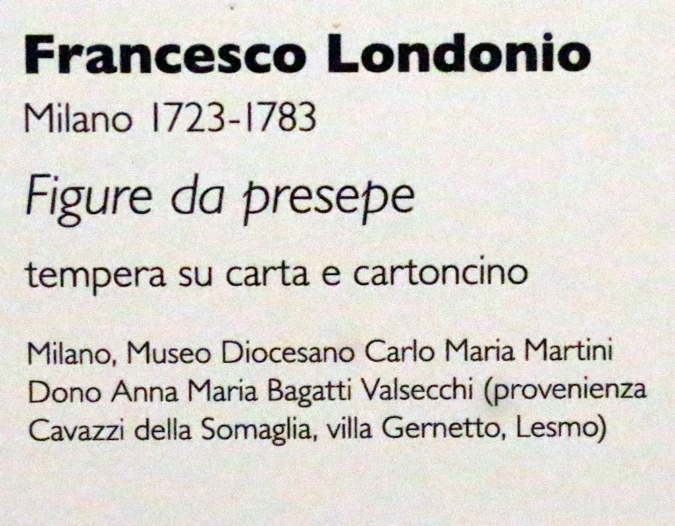 Francesco Londonio
Milano 1723-1783
Figure da presepe
tempera su carta e cartoncino
Milano, Museo Diocesano Carlo Maria Martini
Dono Anna Maria Bagatti Valsecchi (provenienza
Cavazzi della Somaglia, villa Gernetto, Lesmo)